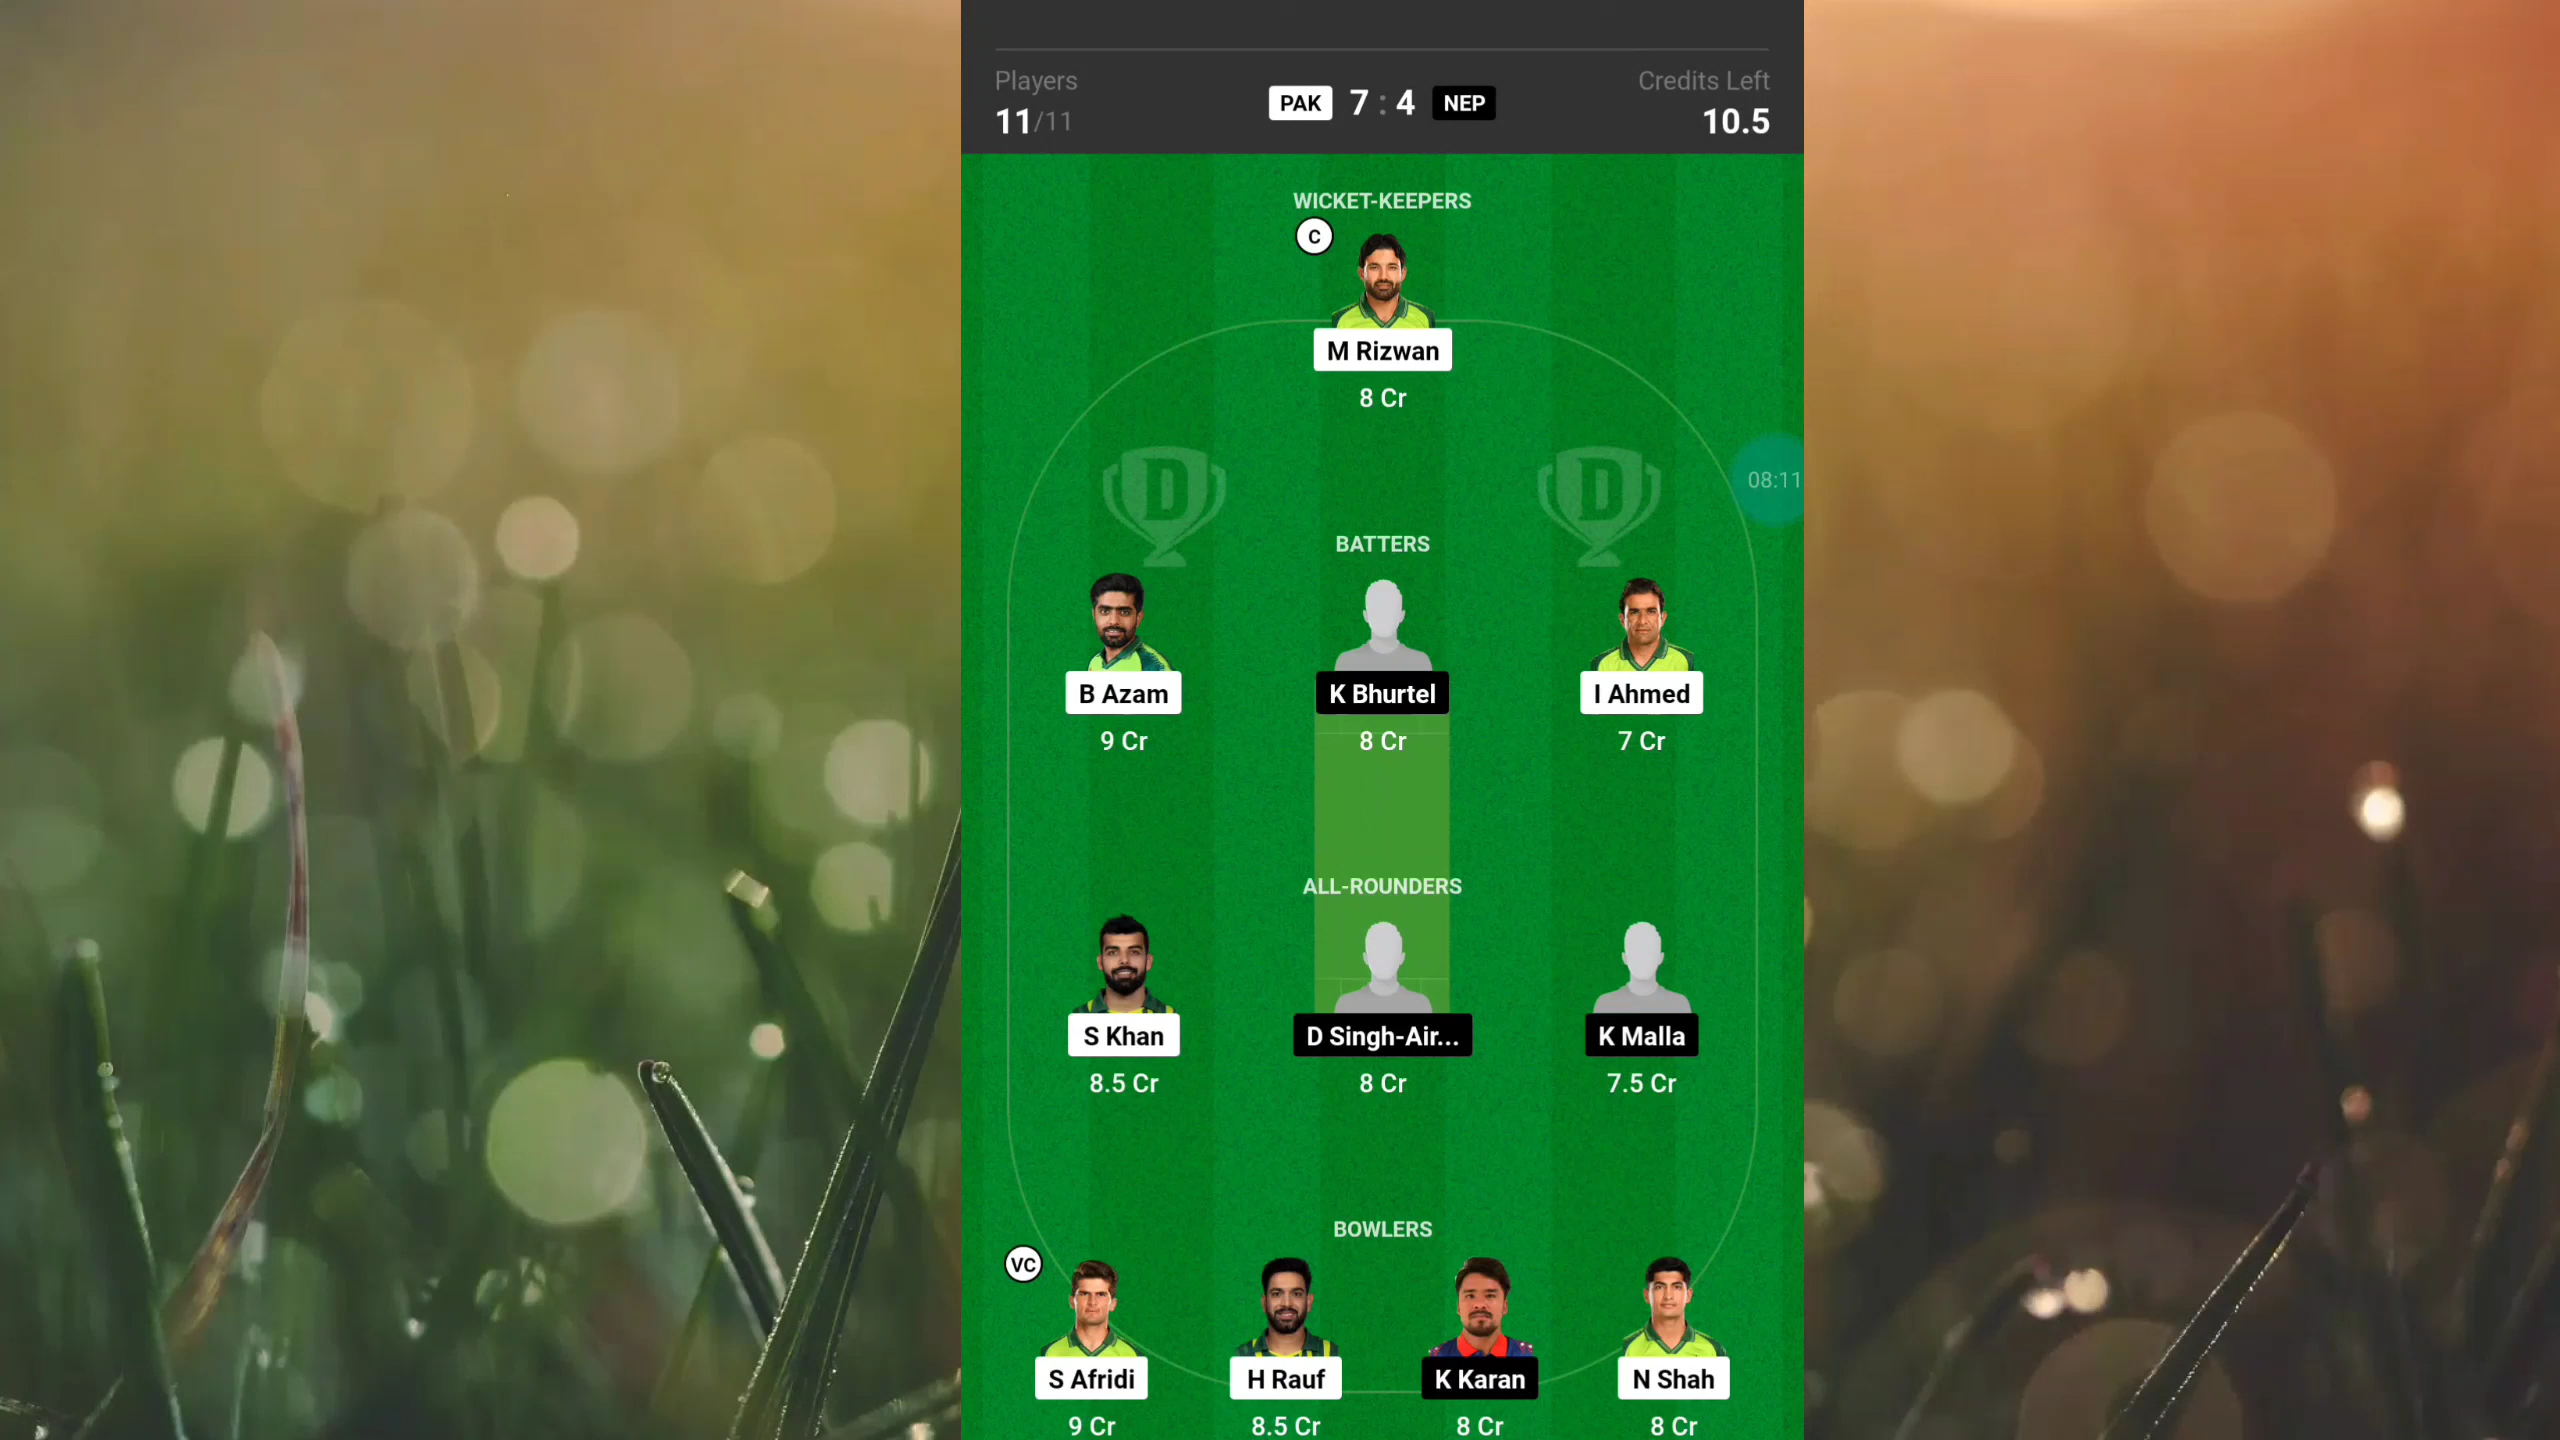 Players
11/11
PAK 7 : 4 NEP
Credits Left
10.5
WICKET-KEEPERS
C
M Rizwan
8 Cr
D D
08:11
BATTERS
B Azam K Bhurtel I Ahmed
9 Cr 8 Cr 7 Cr
ALL-ROUNDERS
S Khan D Singh-Air... K Malla
8.5 Cr 8 Cr 7.5 Cr
BOWLERS
VC
S Afridi H Rauf K Karan N Shah
9 Cr 8.5 Cr 8 Cr 8 Cr